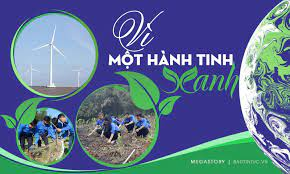 Vì
MỘT HÀNH TINH
Xanh
MEGASTORY | BAOTINTUC.VN